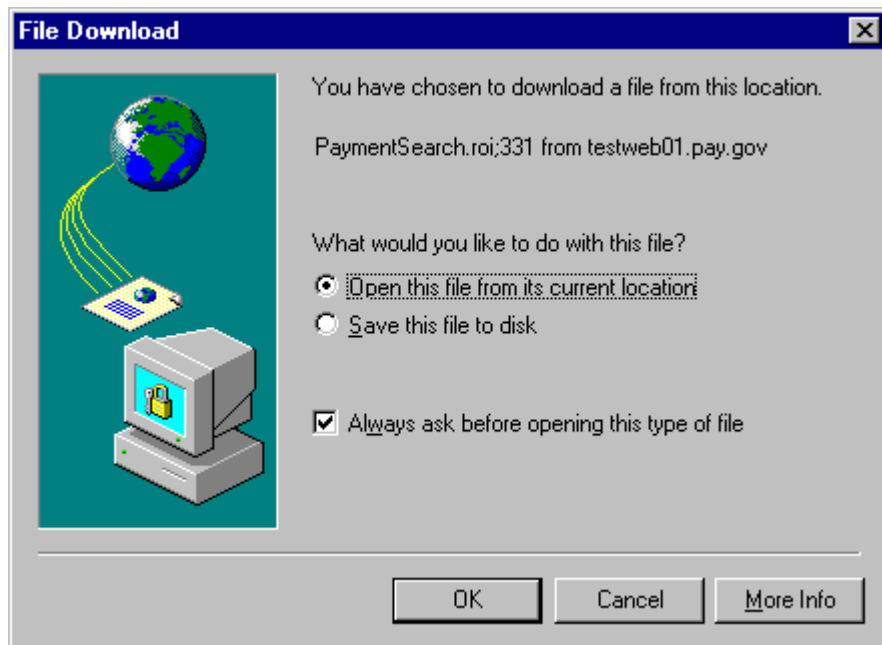 File Download
You have chosen to download a file from this location.
PaymentSearch.roi;331 from testweb01.pay.gov
What would you like to do with this file?
Open this file from its current location
Save this file to disk
Always ask before opening this type of file
OK Cancel More Info